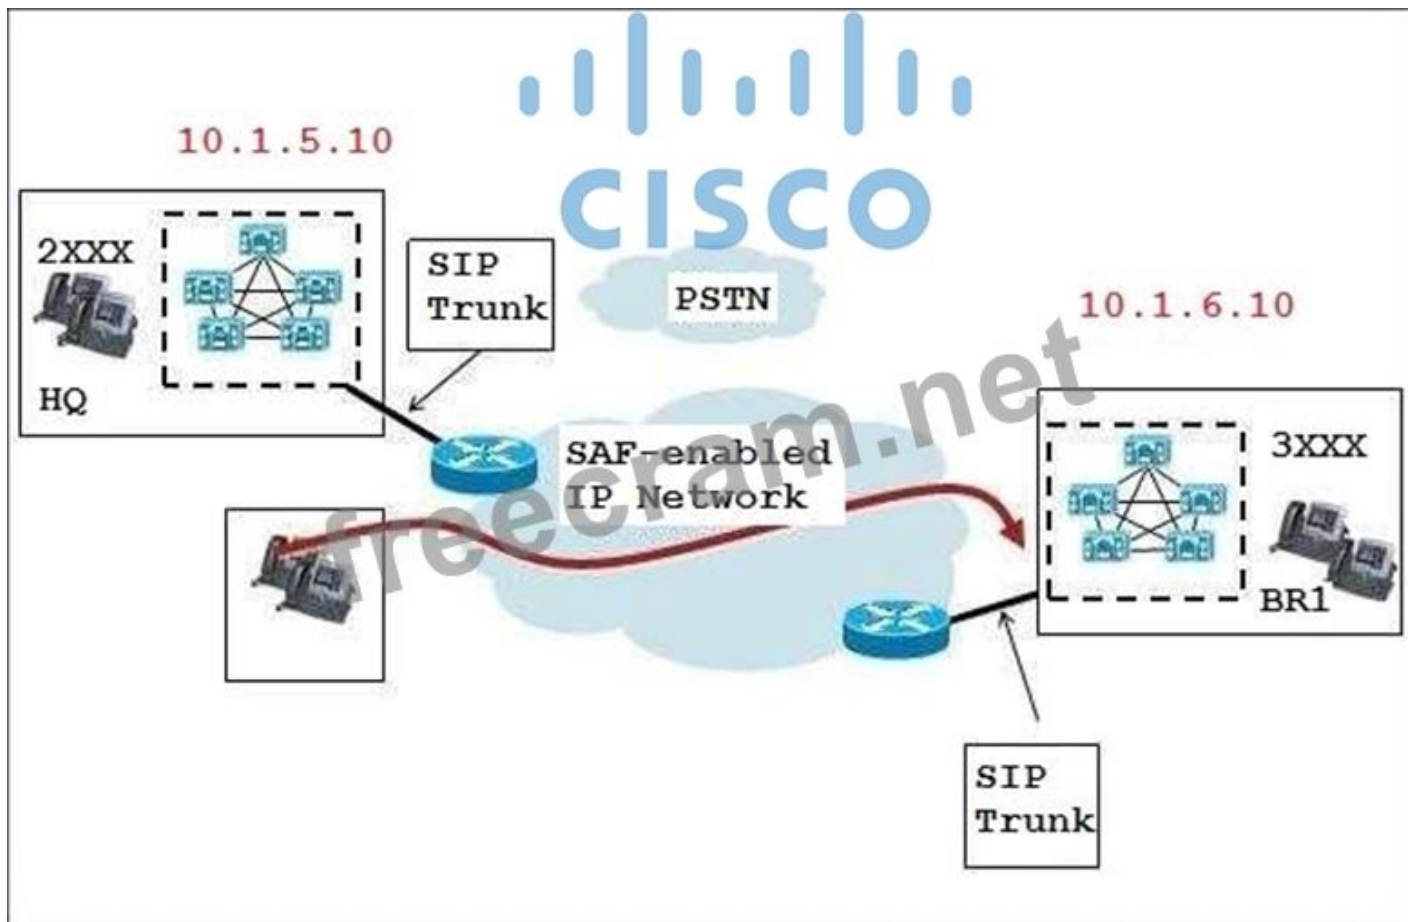 CISCO
10.1.5.10
2XXX
HQ
SIP
Trunk
PSTN
10.1.6.10
SAF-enabled
IP Network
3XXX
BR1
SIP
Trunk
freecram.net